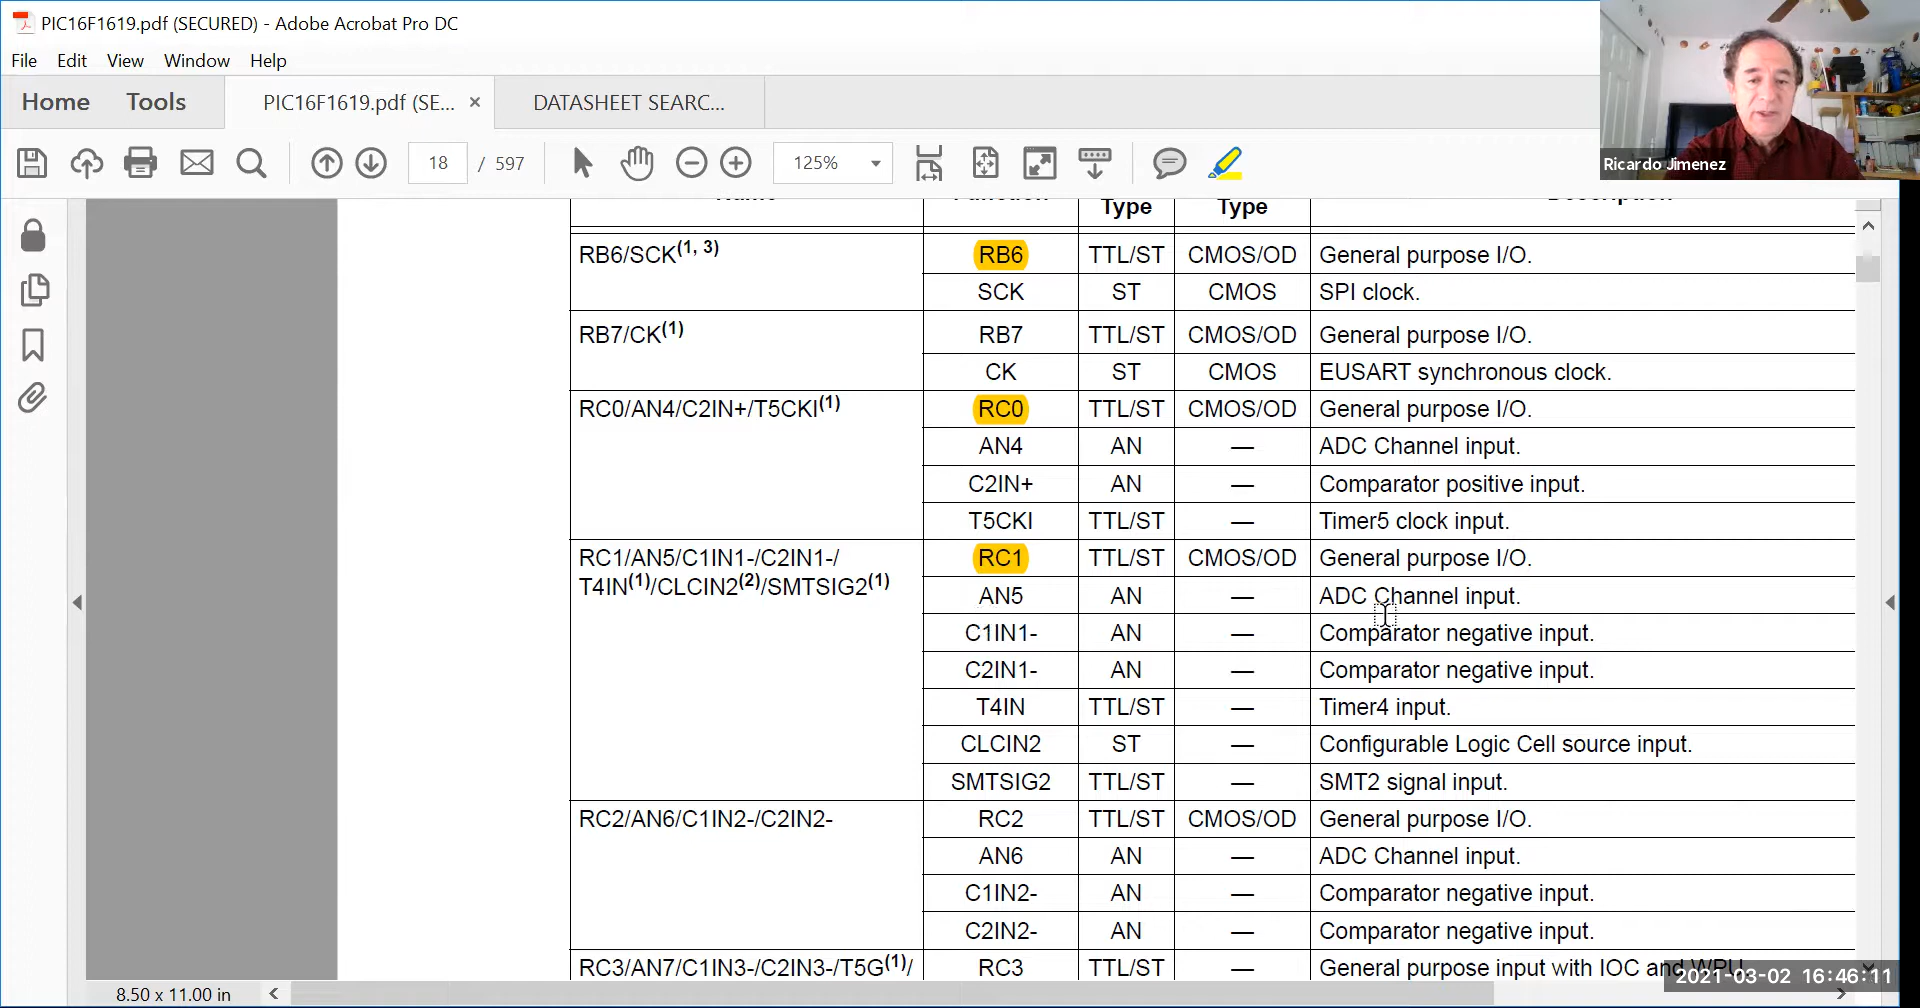 PIC16F1619.pdf (SECURED) - Adobe Acrobat Pro DC
File Edit View Window Help
Home Tools PIC16F1619.pdf (SE... × DATASHEET SEARC...
18 / 597 125%
Ricardo Jimenez
Name Function Type Type Description
RB6/SCK(1, 3) RB6 TTL/ST CMOS/OD General purpose I/O.
SCK ST CMOS SPI clock.
RB7/CK(1) RB7 TTL/ST CMOS/OD General purpose I/O.
CK ST CMOS EUSART synchronous clock.
RC0/AN4/C2IN+/T5CKI(1) RC0 TTL/ST CMOS/OD General purpose I/O.
AN4 AN — ADC Channel input.
C2IN+ AN — Comparator positive input.
T5CKI TTL/ST — Timer5 clock input.
RC1/AN5/C1IN1-/C2IN1-/ RC1 TTL/ST CMOS/OD General purpose I/O.
T4IN(1)/CLCIN2(2)/SMTSIG2(1) AN5 AN — ADC Channel input.
C1IN1- AN — Comparator negative input.
C2IN1- AN — Comparator negative input.
T4IN TTL/ST — Timer4 input.
CLCIN2 ST — Configurable Logic Cell source input.
SMTSIG2 TTL/ST — SMT2 signal input.
RC2/AN6/C1IN2-/C2IN2- RC2 TTL/ST CMOS/OD General purpose I/O.
AN6 AN — ADC Channel input.
C1IN2- AN — Comparator negative input.
C2IN2- AN — Comparator negative input.
RC3/AN7/C1IN3-/C2IN3-/T5G(1)/ RC3 TTL/ST — General purpose input with IOC and WPU.
2021-03-02 16:46:11
8.50 x 11.00 in